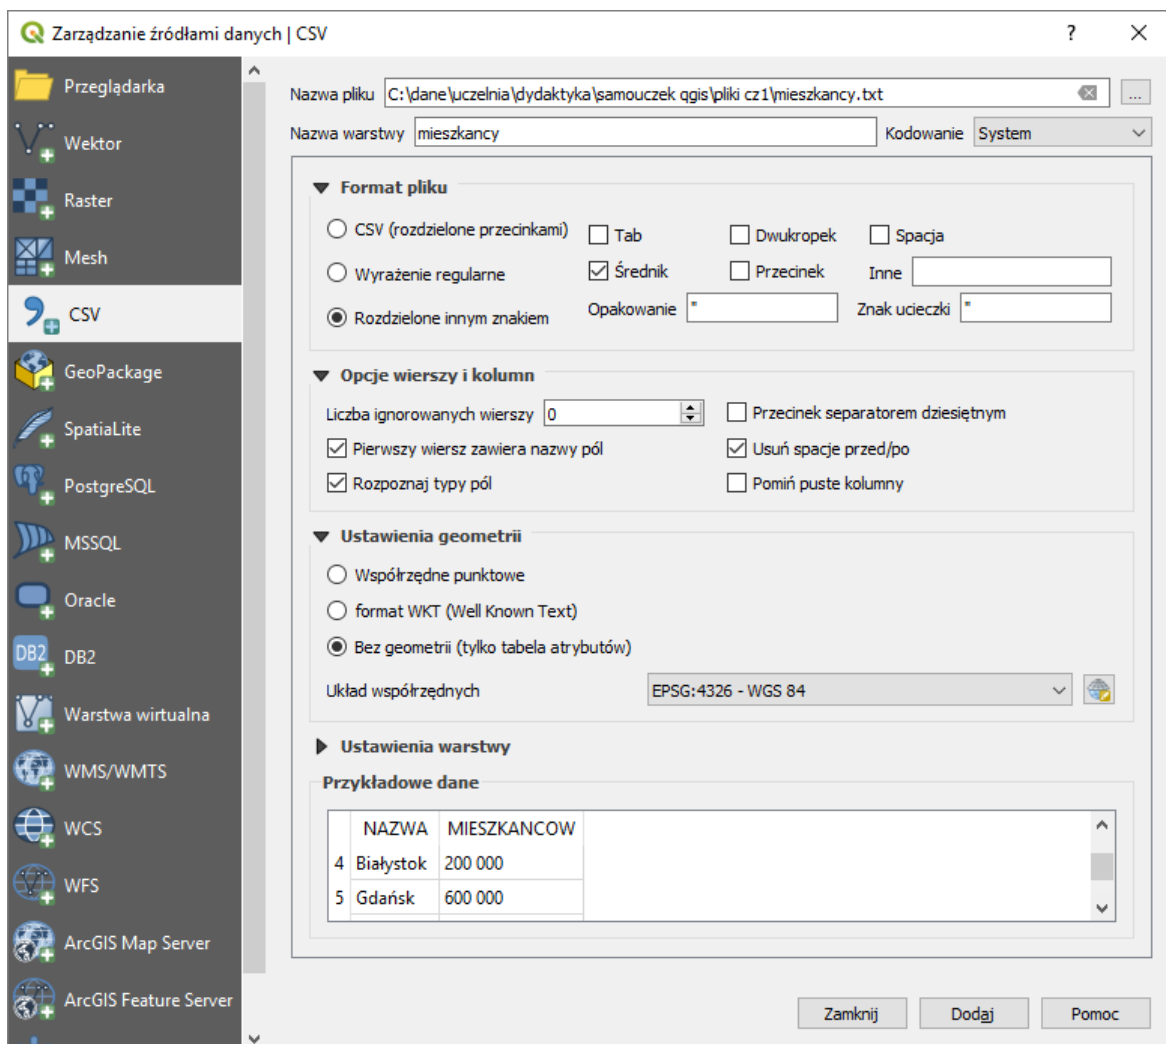 Zarządzanie źródłami danych | CSV
?
Przeglądarka
Wektor
Raster
Mesh
CSV
GeoPackage
SpatiaLite
PostgreSQL
MSSQL
Oracle
DB2
DB2
Warstwa wirtualna
WMS/WMTS
WCS
WFS
ArcGIS Map Server
ArcGIS Feature Server
Nazwa pliku C:\dane\uczelnia\dydaktyka\samouczek qgis\pliki cz1\mieszkancy.txt ...
Nazwa warstwy mieszkancy Kodowanie System
Format pliku
CSV (rozdzielone przecinkami) Tab Dwukropek Spacja
Wyrażenie regularne Średnik Przecinek Inne
Rozdzielone innym znakiem Opakowanie " Znak ucieczki "
Opcje wierszy i kolumn
Liczba ignorowanych wierszy 0 Przecinek separatorem dziesiętnym
Pierwszy wiersz zawiera nazwy pól Usuń spacje przed/po
Rozpoznaj typy pól Pomiń puste kolumny
Ustawienia geometrii
Współrzędne punktowe
format WKT (Well Known Text)
Bez geometrii (tylko tabela atrybutów)
Układ współrzędnych EPSG:4326 - WGS 84
Ustawienia warstwy
Przykładowe dane
NAZWA MIESZKANCOW
4 Białystok 200 000
5 Gdańsk 600 000
Zamknij Dodaj Pomoc